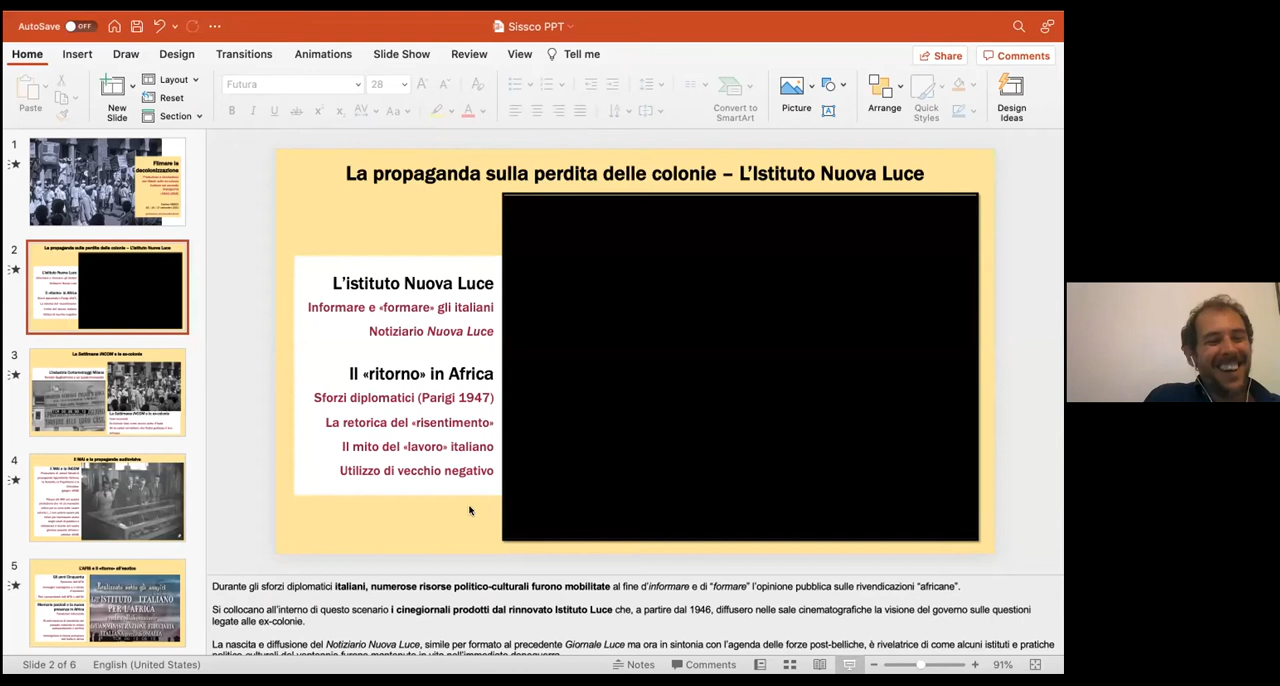 AutoSave OFF
Sissco PPT
Home Insert Draw Design Transitions Animations Slide Show Review View Tell me
Share Comments
Paste
New Slide
Layout
Reset
Section
Futura 28
Convert to SmartArt
Picture
Arrange
Quick Styles
Design Ideas
1
Filmare la
decolonizzazione
2
La propaganda sulla perdita delle colonie – L'Istituto Nuova Luce
3
La Settimana INCOM e le ex-colonie
4
Il MAI e la propaganda audiovisiva
5
L'AFIS e il «ritorno» all'esotico
La propaganda sulla perdita delle colonie – L'Istituto Nuova Luce
L'istituto Nuova Luce
Informare e «formare» gli italiani
Notiziario Nuova Luce
Il «ritorno» in Africa
Sforzi diplomatici (Parigi 1947)
La retorica del «risentimento»
Il mito del «lavoro» italiano
Utilizzo di vecchio negativo
Durante gli sforzi diplomatici italiani, numerose risorse politico-culturali furono mobilitate al fine d'informare e di "formare" l'opinione pubblica sulle rivendicazioni "africane".
Si collocano all'interno di questo scenario i cinegiornali prodotti dal rinnovato Istituto Luce che, a partire dal 1946, diffusero nelle sale cinematografiche la visione del governo sulle questioni
legate alle ex-colonie.
La nascita e diffusione del Notiziario Nuova Luce, simile per formato al precedente Giornale Luce ma ora in sintonia con l'agenda delle forze post-belliche, è rivelatrice di come alcuni istituti e pratiche
Slide 2 of 6 English (United States) Notes Comments 91%